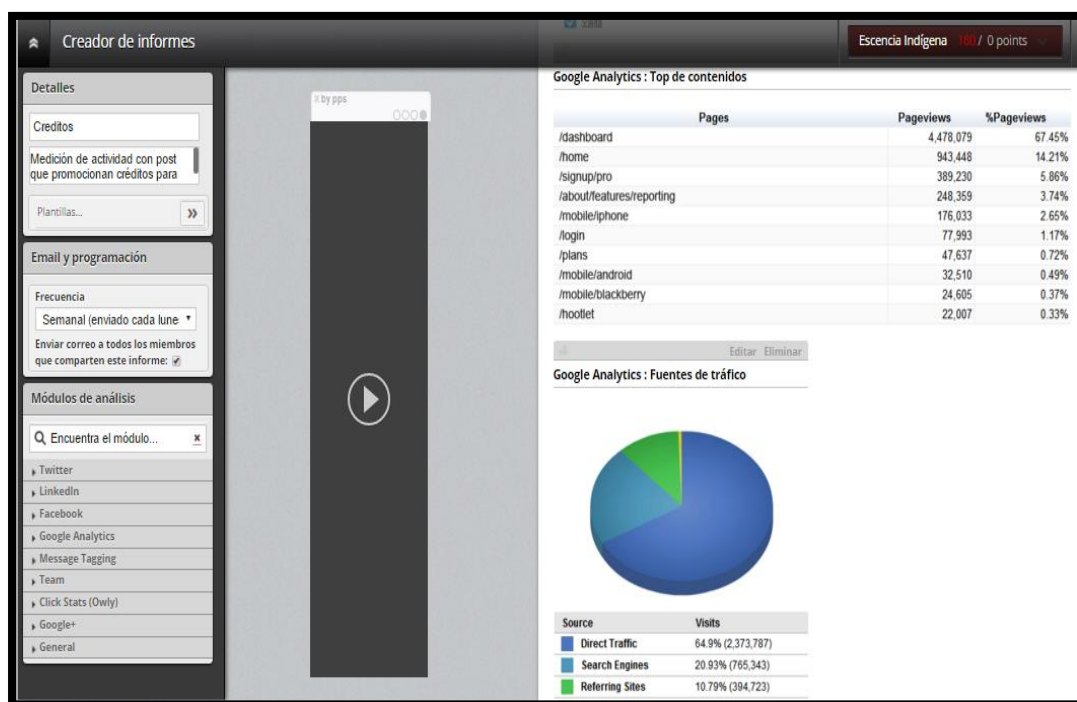 Creador de informes
Escencia Indígena 160 / 0 points
Detalles
Creditos
Medición de actividad con post
que promocionan créditos para
Plantillas...
Email y programación
Frecuencia
Semanal (enviado cada lune
Enviar correo a todos los miembros
que comparten este informe:
Módulos de análisis
Encuentra el módulo... x
Twitter
LinkedIn
Facebook
Google Analytics
Message Tagging
Team
Click Stats (Owly)
Google+
General
X by pps
Google Analytics : Top de contenidos
Pages Pageviews %Pageviews
/dashboard 4,478,079 67.45%
/home 943,448 14.21%
/signup/pro 389,230 5.86%
/about/features/reporting 248,359 3.74%
/mobile/iphone 176,033 2.65%
/login 77,993 1.17%
/plans 47,637 0.72%
/mobile/android 32,510 0.49%
/mobile/blackberry 24,605 0.37%
/hootlet 22,007 0.33%
Editar Eliminar
Google Analytics : Fuentes de tráfico
Source Visits
Direct Traffic 64.9% (2,373,787)
Search Engines 20.93% (765,343)
Referring Sites 10.79% (394,723)